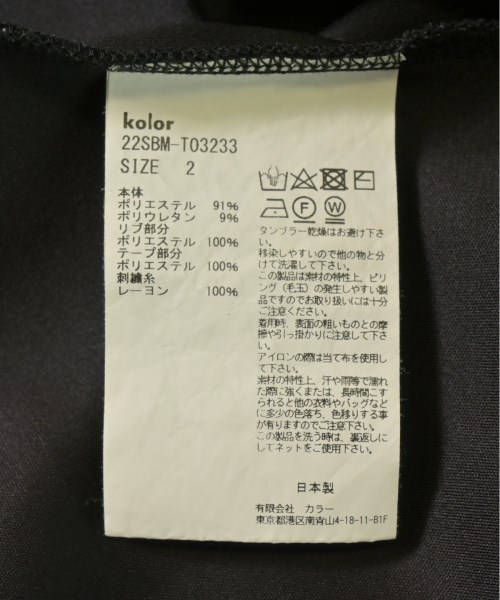 kolor
22SBM-T03233
SIZE 2
本体
ポリエステル 91%
ポリウレタン 9%
リブ部分
ポリエステル 100%
テープ部分
ポリエステル 100%
刺繍糸
レーヨン 100%
F W
タンブラー乾燥はお避け下さ
い。
移染しやすいので他の物と分
けて洗濯して下さい。
この製品は素材の特性上、ピリ
ング(毛玉)の発生しやすい製
品ですのでお取り扱いには十分
ご注意ください。
着用時、表面の粗いものとの摩
擦や引っ掛かりに注意して下さ
い。
アイロンの際は当て布を使用し
て下さい。
素材の特性上、汗や雨等で濡れ
た際に強くまたは、長時間こす
られると他の衣料やバッグなど
に多少の色落ち、色移りする事
が有りますのでご注意下さい。
この製品を洗う時は、裏返しに
してネットをご使用下さい。
日本製
有限会社 カラー
東京都港区南青山4-18-11-B1F